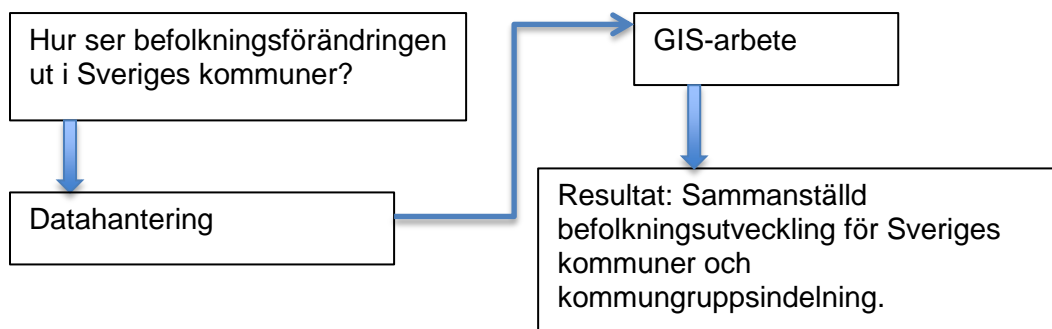 Hur ser befolkningsförändringen
ut i Sveriges kommuner?
Datahantering
GIS-arbete
Resultat: Sammanställd
befolkningsutveckling för Sveriges
kommuner och
kommungruppsindelning.